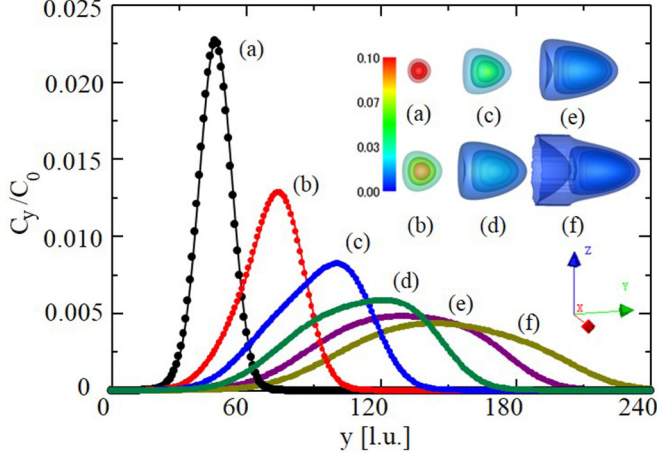 C_y/C_0
0.025
0.020
0.015
0.010
0.005
0
0 60 120 180 240
y [l.u.]
(a)
(b)
(c)
(d)
(e)
(f)
0.10
0.07
0.03
0.00
(a) (c) (e)
(b) (d) (f)
Z
Y
X